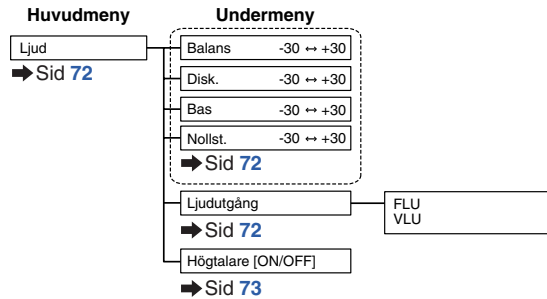 Huvudmeny Undermeny
Ljud
➡ Sid 72
Balans -30 ↔ +30
Disk. -30 ↔ +30
Bas -30 ↔ +30
Nollst. -30 ↔ +30
➡ Sid 72
Ljudutgång
➡ Sid 72
FLU
VLU
Högtalare [ON/OFF]
➡ Sid 73